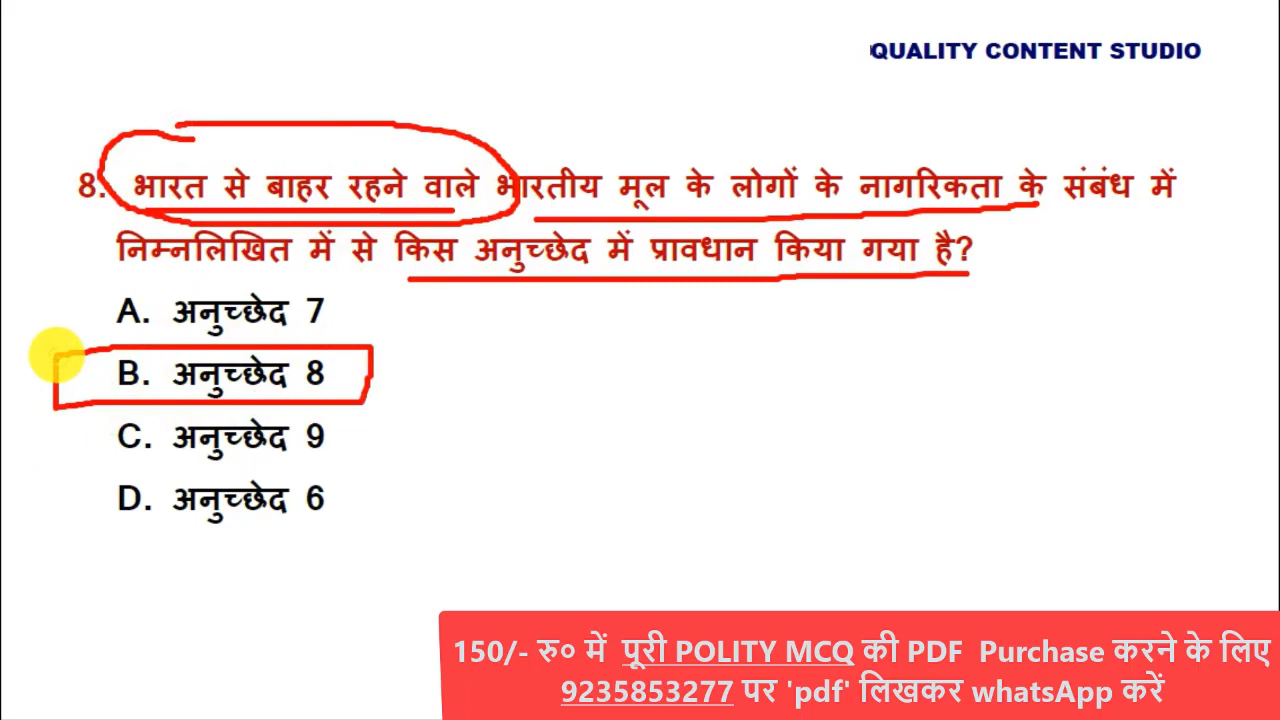 QUALITY CONTENT STUDIO
8. भारत से बाहर रहने वाले भारतीय मूल के लोगों के नागरिकता के संबंध में
निम्नलिखित में से किस अनुच्छेद में प्रावधान किया गया है?
A. अनुच्छेद 7
B. अनुच्छेद 8
C. अनुच्छेद 9
D. अनुच्छेद 6
150/- रु० में पूरी POLITY MCQ की PDF Purchase करने के लिए
9235853277 पर 'pdf' लिखकर whatsApp करें